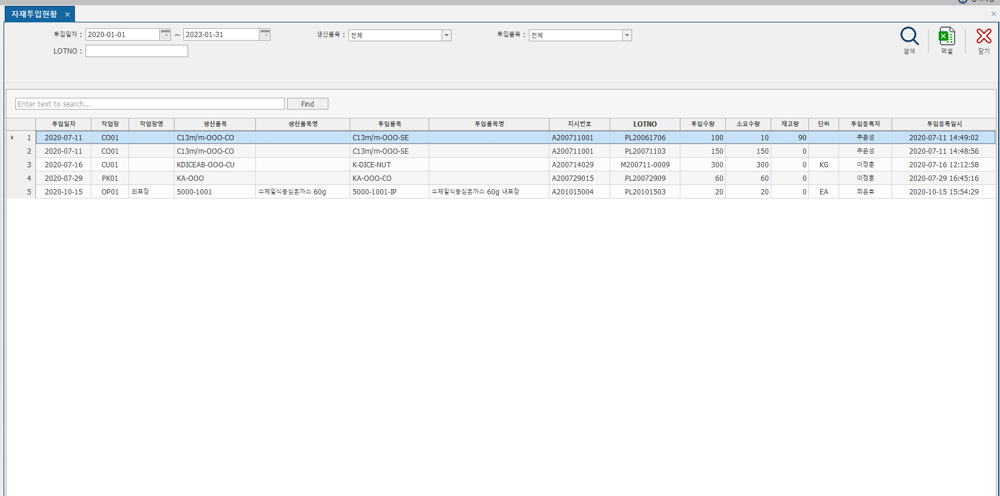 자재투입현황
투입일자 : 2020-01-01 ~ 2023-01-31 생산품목 : 전체 투입품목 : 전체
LOTNO :
검색 엑셀 닫기
Enter text to search... Find
투입일자 작업장 작업장명 생산품목 생산품목명 투입품목 투입품목명 지시번호 LOTNO 투입수량 소요수량 재고량 단위 투입등록자 투입등록일시
1 2020-07-11 CO01 C13m/m-OOO-CO C13m/m-OOO-SE A200711001 PL20061706 100 10 90 추문성 2020-07-11 14:49:02
2 2020-07-11 CO01 C13m/m-OOO-CO C13m/m-OOO-SE A200711001 PL20071103 150 150 0 추문성 2020-07-11 14:48:56
3 2020-07-16 CU01 KDICEAB-OOO-CU K-DICE-NUT A200714029 M200711-0009 300 300 0 KG 이정훈 2020-07-16 12:12:58
4 2020-07-29 PK01 KA-OOO KA-OOO-CO A200729015 PL20072909 60 60 0 이정훈 2020-07-29 16:45:16
5 2020-10-15 OP01 외포장 5000-1001 수제일식등심돈까스 60g 5000-1001-IP 수제일식등심돈까스 60g 내포장 A201015004 PL20101503 20 20 0 EA 최윤호 2020-10-15 15:54:29